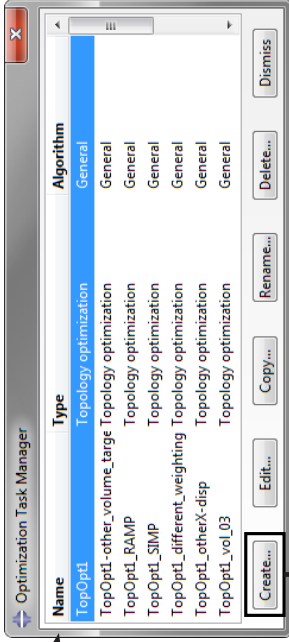 Optimization Task Manager
Name Type Algorithm
TopOpt1 Topology optimization General
TopOpt1-other_volume_targe Topology optimization General
TopOpt1_RAMP Topology optimization General
TopOpt1_SIMP Topology optimization General
TopOpt1_different_weighting Topology optimization General
TopOpt1_otherX-disp Topology optimization General
TopOpt1_vol_03 Topology optimization General
Create... Edit... Copy... Rename... Delete... Dismiss